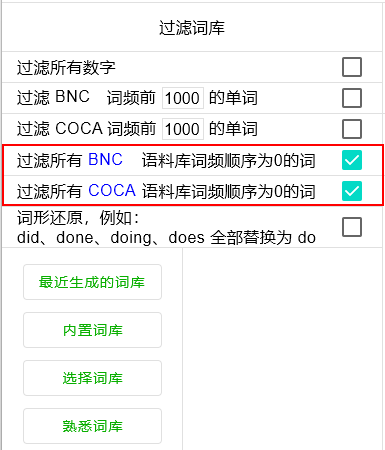 过滤词库
过滤所有数字
过滤 BNC 词频前 1000 的单词
过滤 COCA 词频前 1000 的单词
过滤所有 BNC 语料库词频顺序为0的词
过滤所有 COCA 语料库词频顺序为0的词
词形还原，例如：
did、done、doing、does 全部替换为 do
最近生成的词库
内置词库
选择词库
熟悉词库